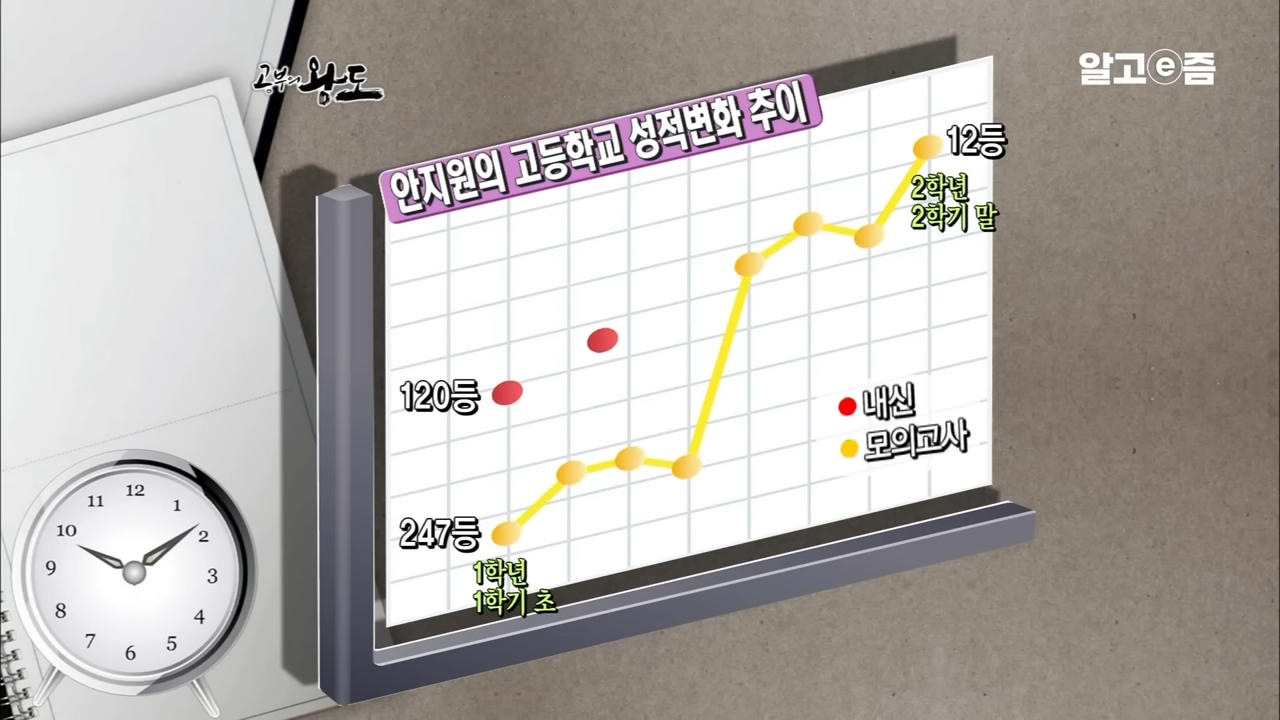 공부의 왕도
알고e즘
안지원의 고등학교 성적변화 추이
12등
2학년
2학기 말
120등
내신
모의고사
247등
1학년
1학기 초
12
1
2
3
4
5
6
7
8
9
10
11